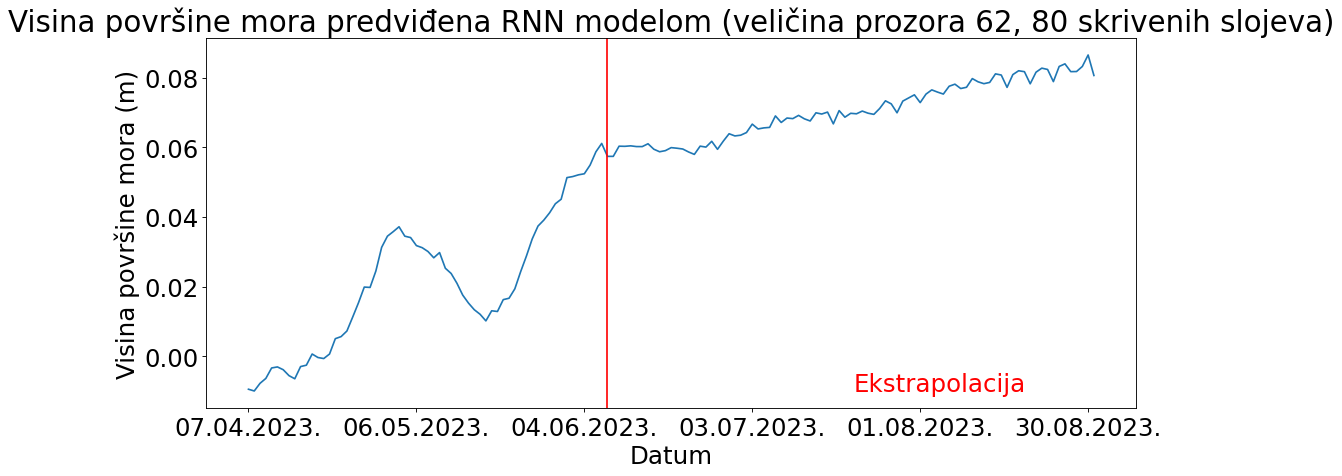 Visina površine mora predviđena RNN modelom (veličina prozora 62, 80 skrivenih slojeva)
Visina površine mora (m)
0.08
0.06
0.04
0.02
0.00
Ekstrapolacija
07.04.2023. 06.05.2023. 04.06.2023. 03.07.2023. 01.08.2023. 30.08.2023.
Datum